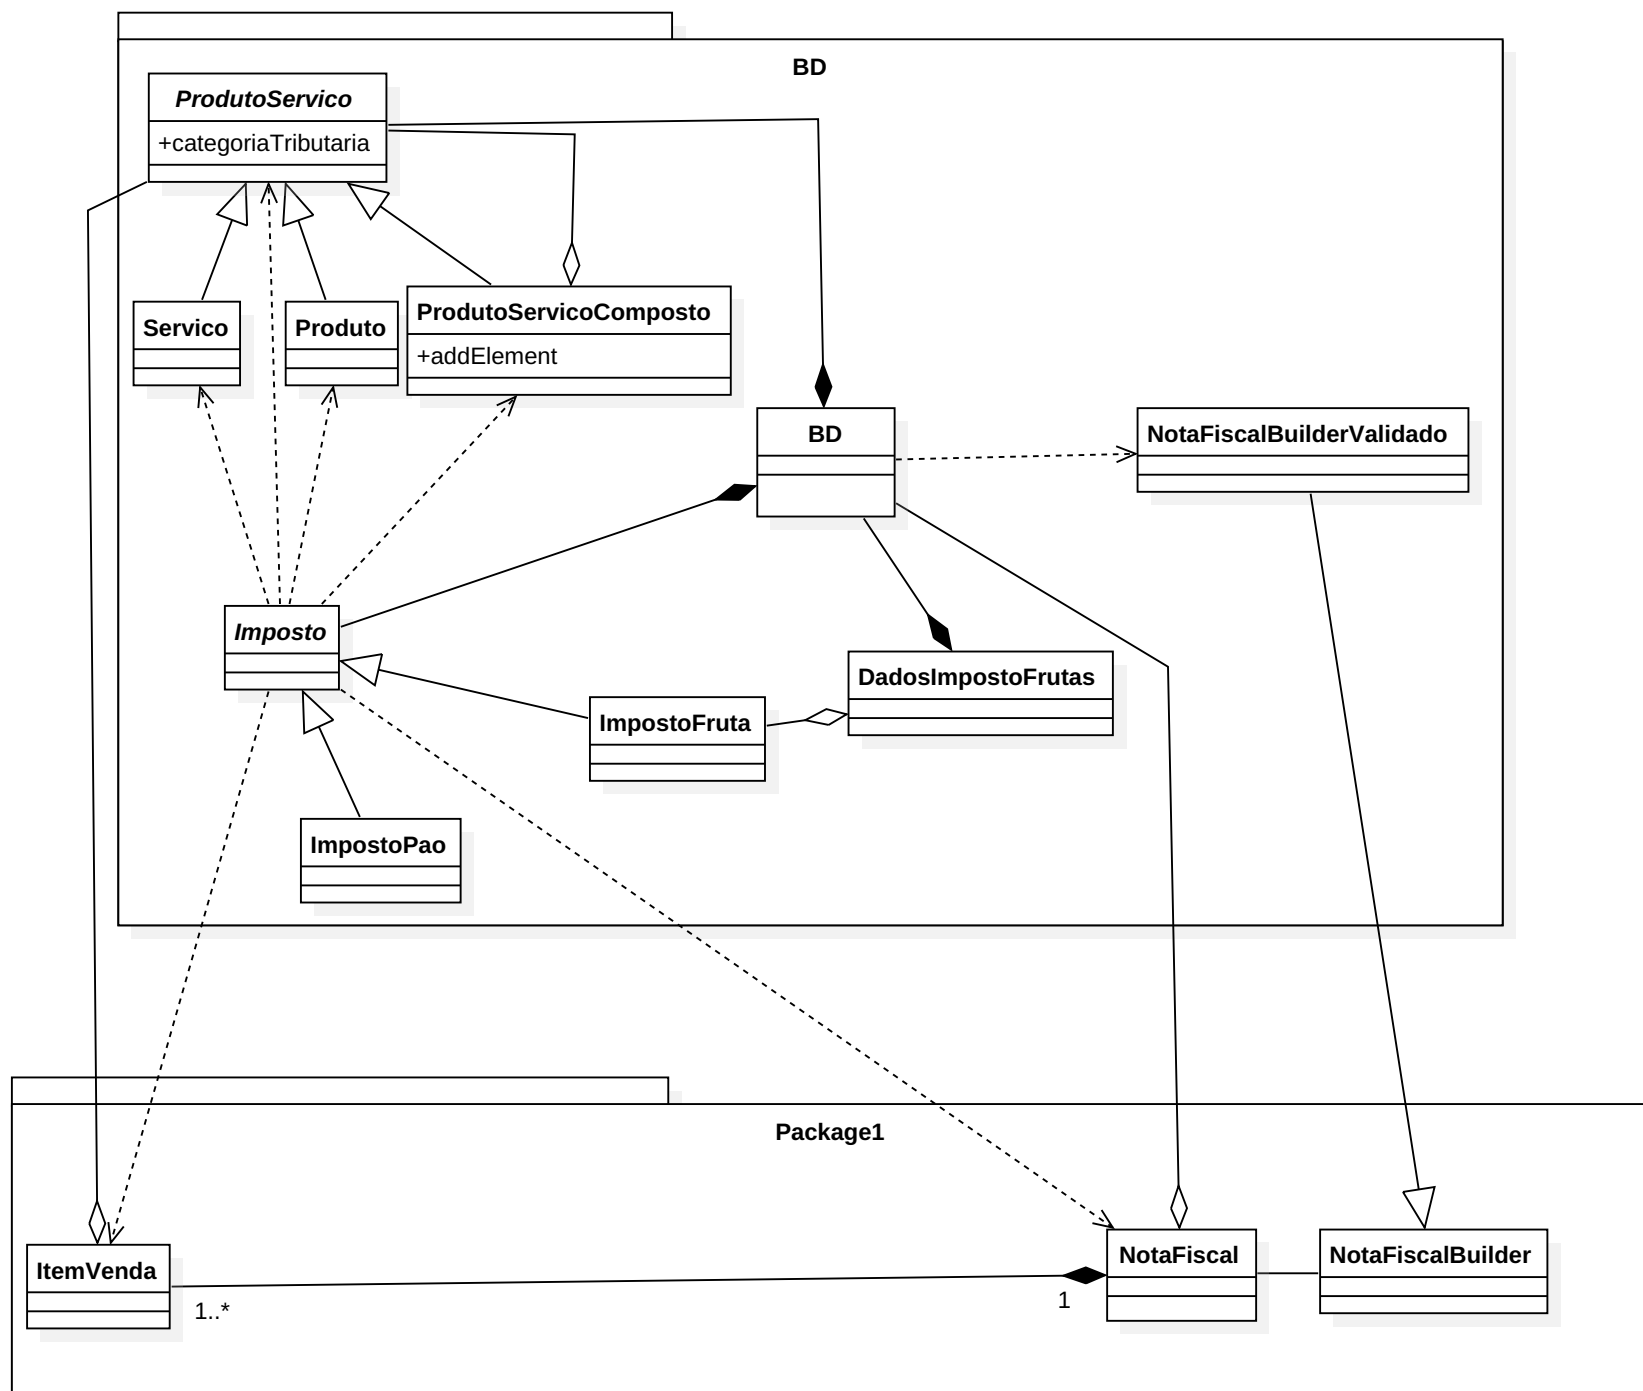 BD
ProdutoServico
+categoriaTributaria
Servico
Produto
ProdutoServicoComposto
+addElement
BD
NotaFiscalBuilderValidado
Imposto
DadosImpostoFrutas
ImpostoFruta
ImpostoPao
Package1
ItemVenda
1..*
1
NotaFiscal
NotaFiscalBuilder